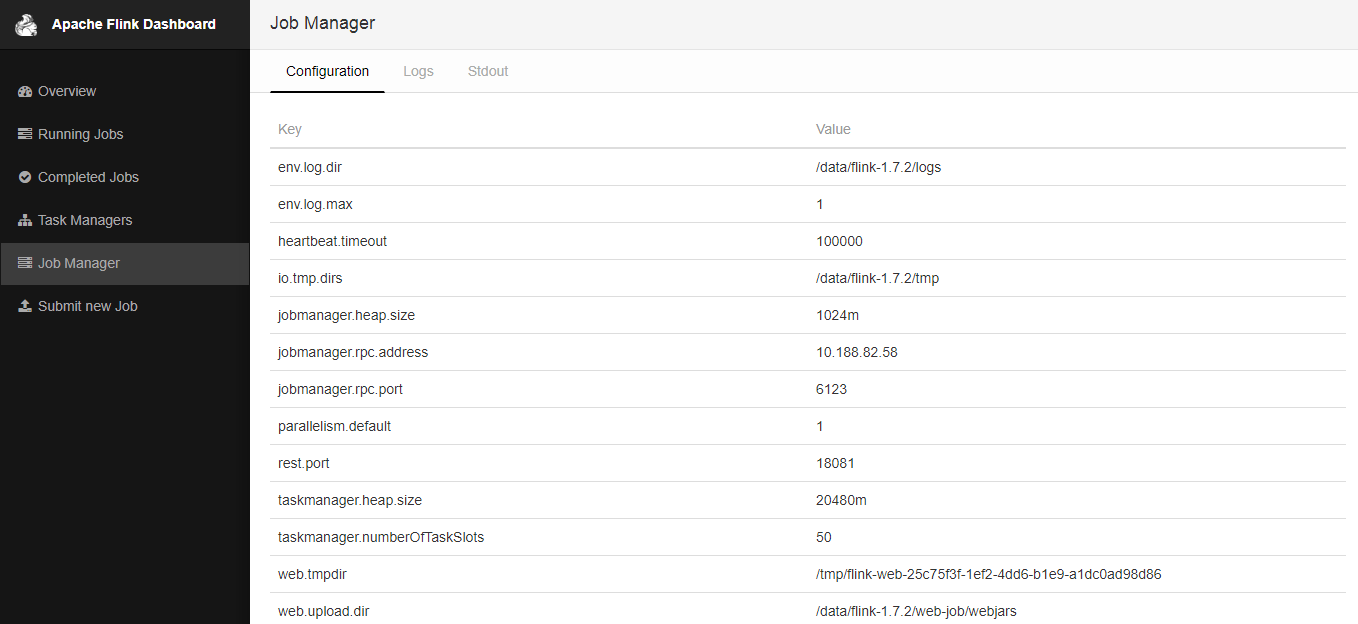 Apache Flink Dashboard
Overview
Running Jobs
Completed Jobs
Task Managers
Job Manager
Submit new Job
Job Manager
Configuration Logs Stdout
Key Value
env.log.dir /data/flink-1.7.2/logs
env.log.max 1
heartbeat.timeout 100000
io.tmp.dirs /data/flink-1.7.2/tmp
jobmanager.heap.size 1024m
jobmanager.rpc.address 10.188.82.58
jobmanager.rpc.port 6123
parallelism.default 1
rest.port 18081
taskmanager.heap.size 20480m
taskmanager.numberOfTaskSlots 50
web.tmpdir /tmp/flink-web-25c75f3f-1ef2-4dd6-b1e9-a1dc0ad98d86
web.upload.dir /data/flink-1.7.2/web-job/webjars